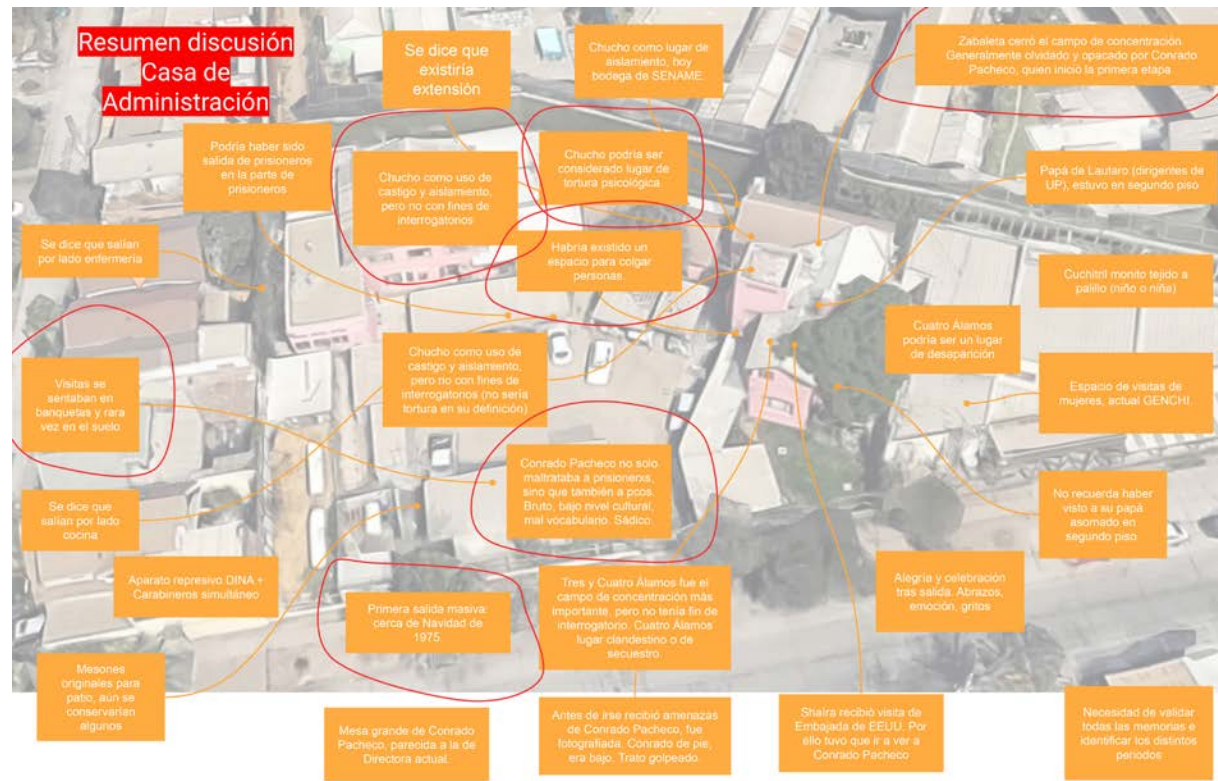 Resumen discusión
Casa de
Administración
Se dice que
existiría
extensión
Chucho como lugar de
aislamiento, hoy
bodega de SENAME.
Zabaleta cerró el campo de concentración.
Generalmente olvidado y opacado por Conrado
Pacheco, quien inició la primera etapa
Podría haber sido
salida de prisioneros
en la parte de
prisioneros
Chucho como uso de
castigo y aislamiento,
pero no con fines de
interrogatorios
Chucho podría ser
considerado lugar de
tortura psicológica.
Papá de Lautaro (dirigentes de
UP), estuvo en segundo piso
Se dice que salían
por lado enfermería
Habría existido un
espacio para colgar
personas.
Cuchitril monito tejido a
palillo (niño o niña)
Visitas se
sentaban en
banquetas y rara
vez en el suelo
Chucho como uso de
castigo y aislamiento,
pero no con fines de
interrogatorios (no sería
tortura en su definición).
Cuatro Álamos
podría ser un lugar
de desaparición
Espacio de visitas de
mujeres, actual GENCHI.
Se dice que
salían por lado
cocina
Conrado Pacheco no solo
maltrataba a prisionerxs,
sino que también a pcos.
Bruto, bajo nivel cultural,
mal vocabulario. Sádico.
No recuerda haber
visto a su papá
asomado en
segundo piso
Aparato represivo DINA +
Carabineros simultáneo
Primera salida masiva:
cerca de Navidad de
1975.
Tres y Cuatro Álamos fue el
campo de concentración más
importante, pero no tenía fin de
interrogatorio. Cuatro Álamos
lugar clandestino o de
secuestro.
Alegría y celebración
tras salida. Abrazos,
emoción, gritos
Mesones
originales para
patio, aún se
conservarían
algunos
Mesa grande de Conrado
Pacheco, parecida a la de
Directora actual.
Antes de irse recibió amenazas
de Conrado Pacheco, fue
fotografiada. Conrado de pie,
era bajo. Trato golpeado.
Shaíra recibió visita de
Embajada de EEUU. Por
ello tuvo que ir a ver a
Conrado Pacheco
Necesidad de validar
todas las memorias e
identificar los distintos
periodos